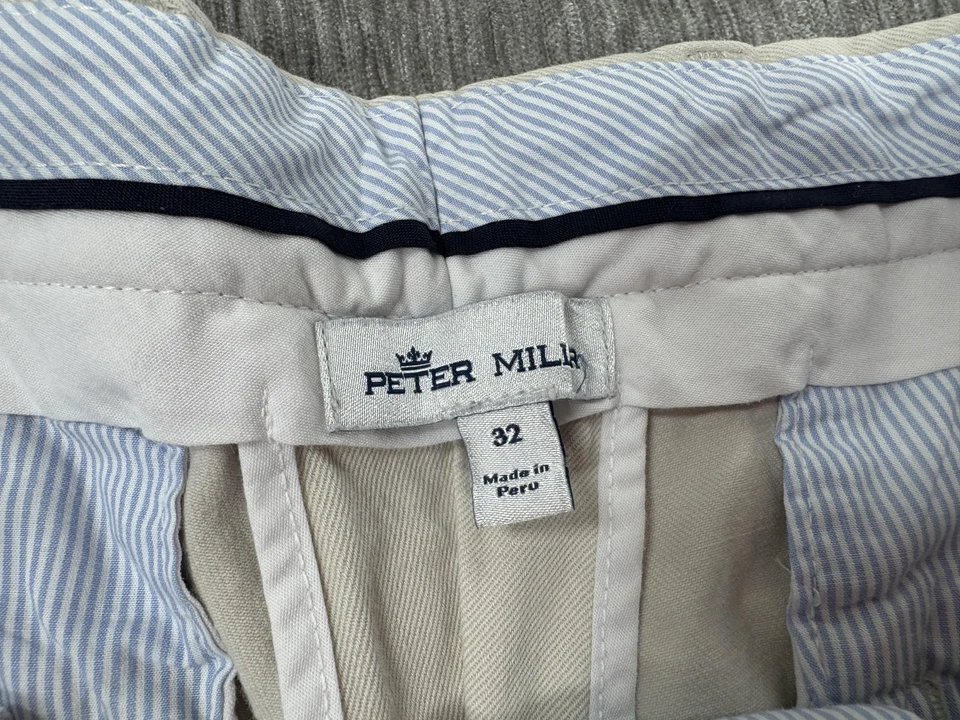 PETER MILLAR
32
Made in
Peru